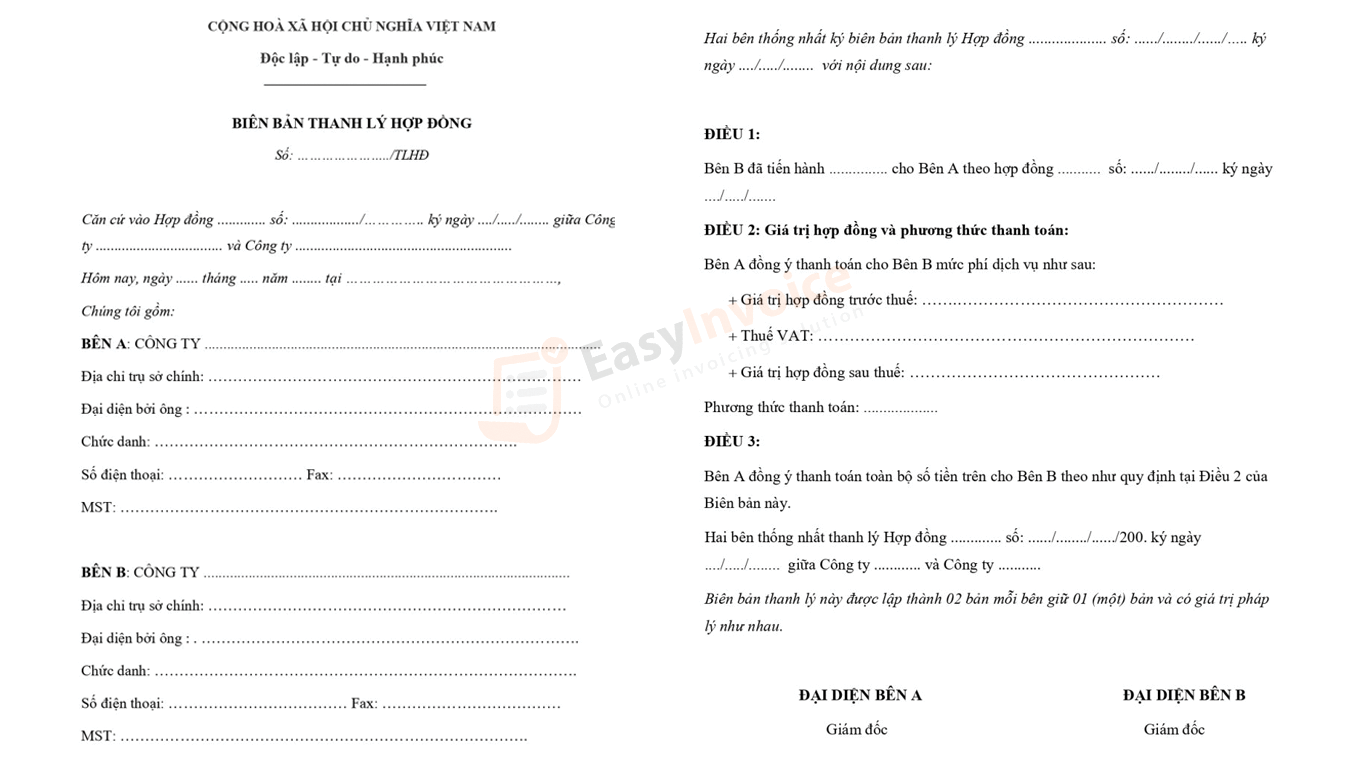 CỘNG HOÀ XÃ HỘI CHỦ NGHĨA VIỆT NAM
Độc lập - Tự do - Hạnh phúc
BIÊN BẢN THANH LÝ HỢP ĐỒNG
Số: …………………../TLHĐ
Căn cứ vào Hợp đồng ............. số: .................../………….. ký ngày ..../...../........ giữa Công
ty .................................. và Công ty ..........................................................
Hôm nay, ngày ...... tháng ..... năm ........ tại …………………………………………,
Chúng tôi gồm:
BÊN A: CÔNG TY ..........................................................................................................
Địa chỉ trụ sở chính: …………………………………………………………………
Đại diện bởi ông : ……………………………………………………………………
Chức danh: ……………………………………………………………….
Số điện thoại: ……………………… Fax: ……………………………
MST: ………………………………………………………………….
BÊN B: CÔNG TY ..................................................................................................
Địa chỉ trụ sở chính: ………………………………………………………………
Đại diện bởi ông : . ………………………………………………………………….
Chức danh: ………………………………………………………………………….
Số điện thoại: ……………………………… Fax: ………………………………
MST: ……………………………………………………………………….
Hai bên thống nhất ký biên bản thanh lý Hợp đồng ..................... số: ....../......../....../….. ký
ngày ..../...../........ với nội dung sau:
ĐIỀU 1:
Bên B đã tiến hành ............... cho Bên A theo hợp đồng ........... số: ....../......../...... ký ngày
..../...../.......
ĐIỀU 2: Giá trị hợp đồng và phương thức thanh toán:
Bên A đồng ý thanh toán cho Bên B mức phí dịch vụ như sau:
+ Giá trị hợp đồng trước thuế: ……………………………………………………
+ Thuế VAT: ………………………………………………………………….
+ Giá trị hợp đồng sau thuế: ……………………………………………
Phương thức thanh toán: ...................
ĐIỀU 3:
Bên A đồng ý thanh toán toàn bộ số tiền trên cho Bên B theo như quy định tại Điều 2 của
Biên bản này.
Hai bên thống nhất thanh lý Hợp đồng ............. số: ....../......../....../200. ký ngày
..../...../........ giữa Công ty ............ và Công ty ...........
Biên bản thanh lý này được lập thành 02 bản mỗi bên giữ 01 (một) bản và có giá trị pháp
lý như nhau.
ĐẠI DIỆN BÊN A ĐẠI DIỆN BÊN B
Giám đốc Giám đốc
EasyInvoice
Online invoicing solution